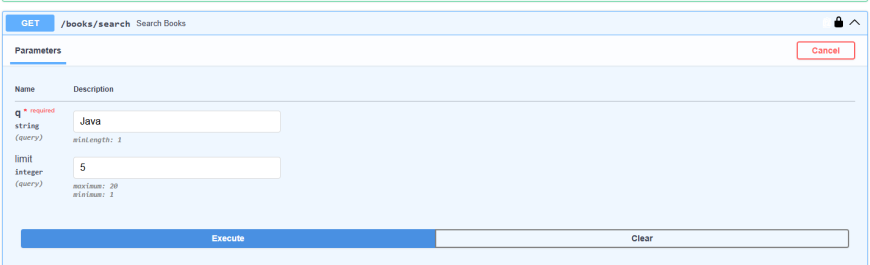 GET /books/search Search Books
Parameters
Cancel
Name Description
q * required
string
(query)
Java
minLength: 1
limit
integer
(query)
5
maximum: 20
minimum: 1
Execute Clear